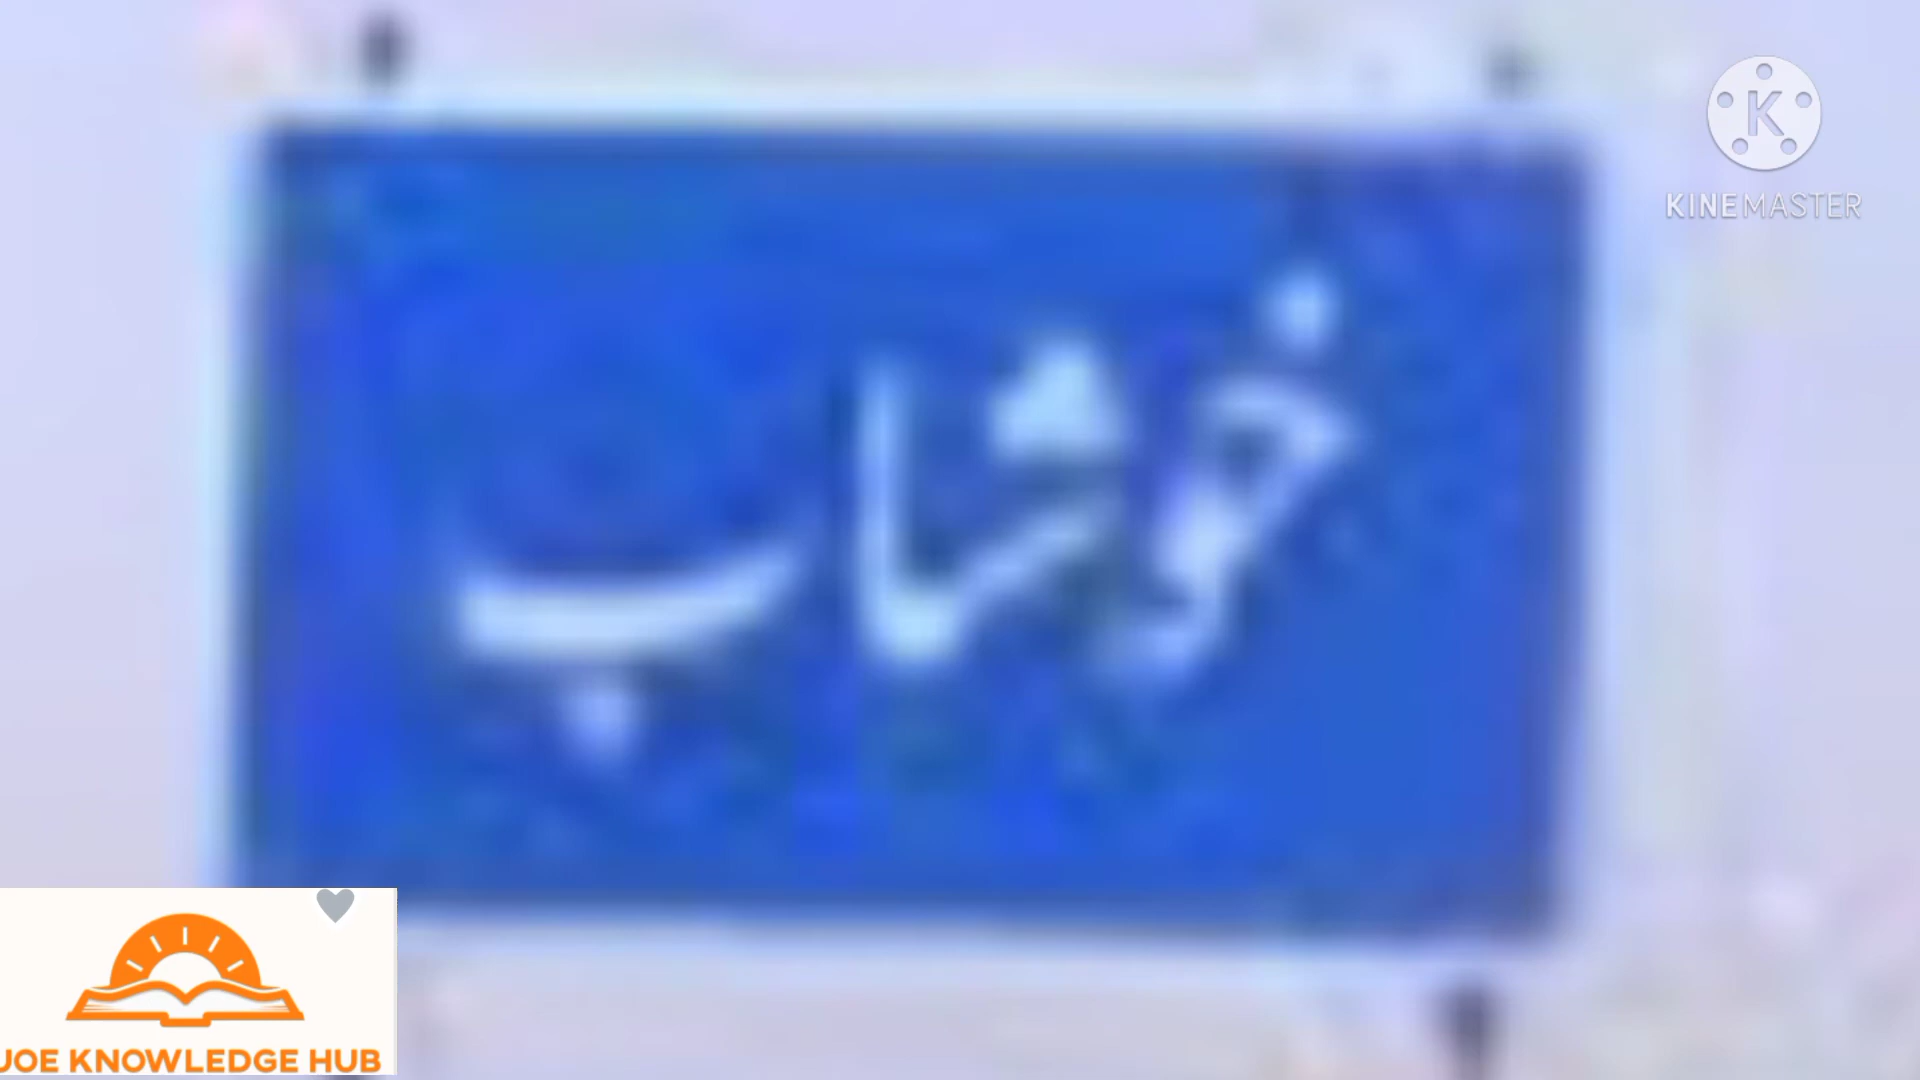 KINEMASTER
خوشاب
JOE KNOWLEDGE HUB